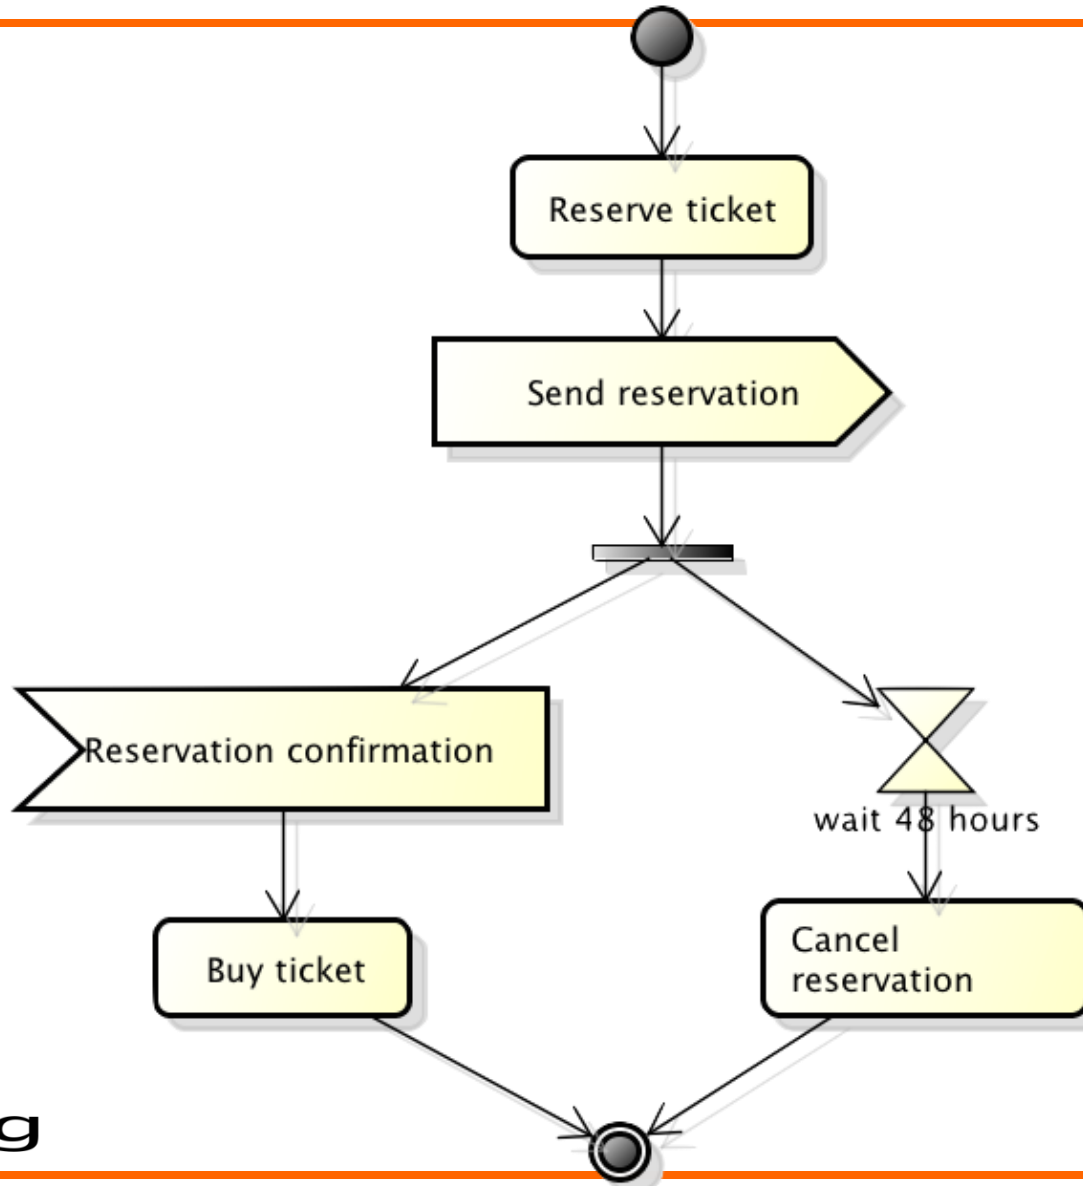 Reserve ticket
Send reservation
Reservation confirmation
wait 48 hours
Buy ticket
Cancel
reservation
g